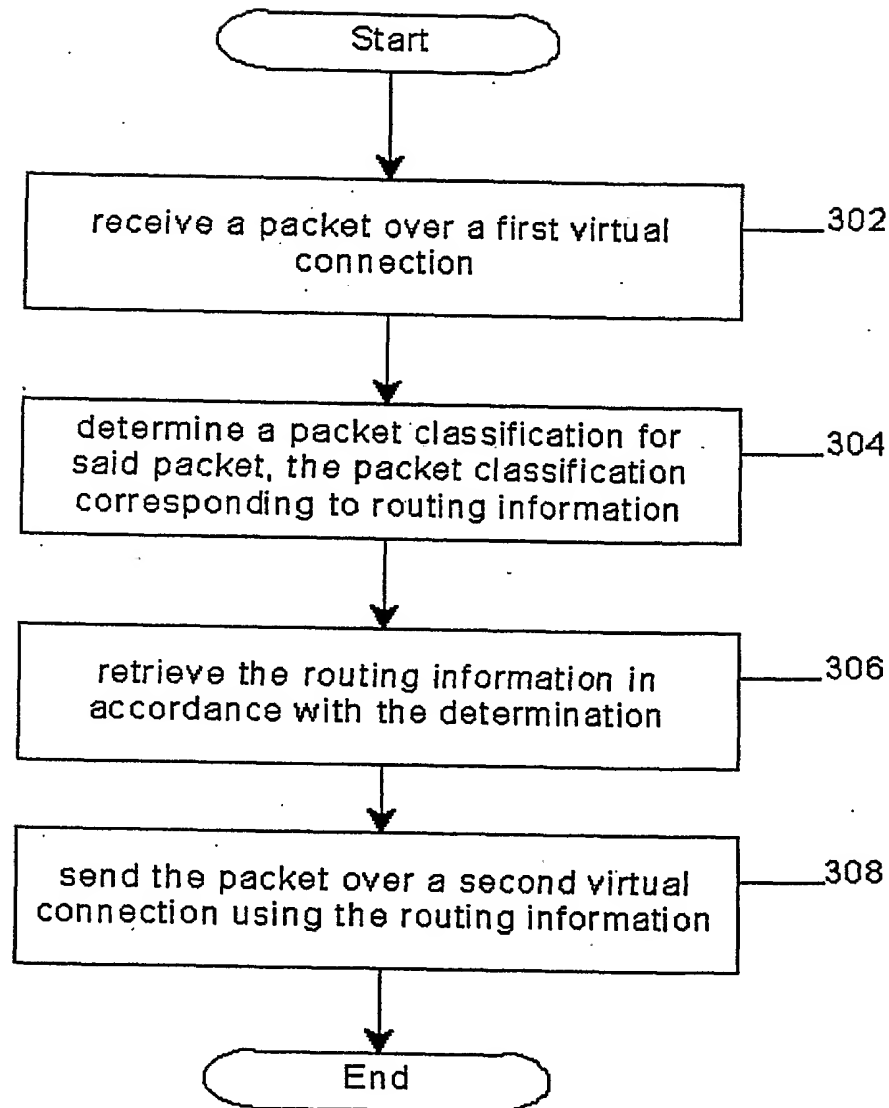 Start
receive a packet over a first virtual
connection
302
determine a packet classification for
said packet, the packet classification
corresponding to routing information
304
retrieve the routing information in
accordance with the determination
306
send the packet over a second virtual
connection using the routing information
308
End